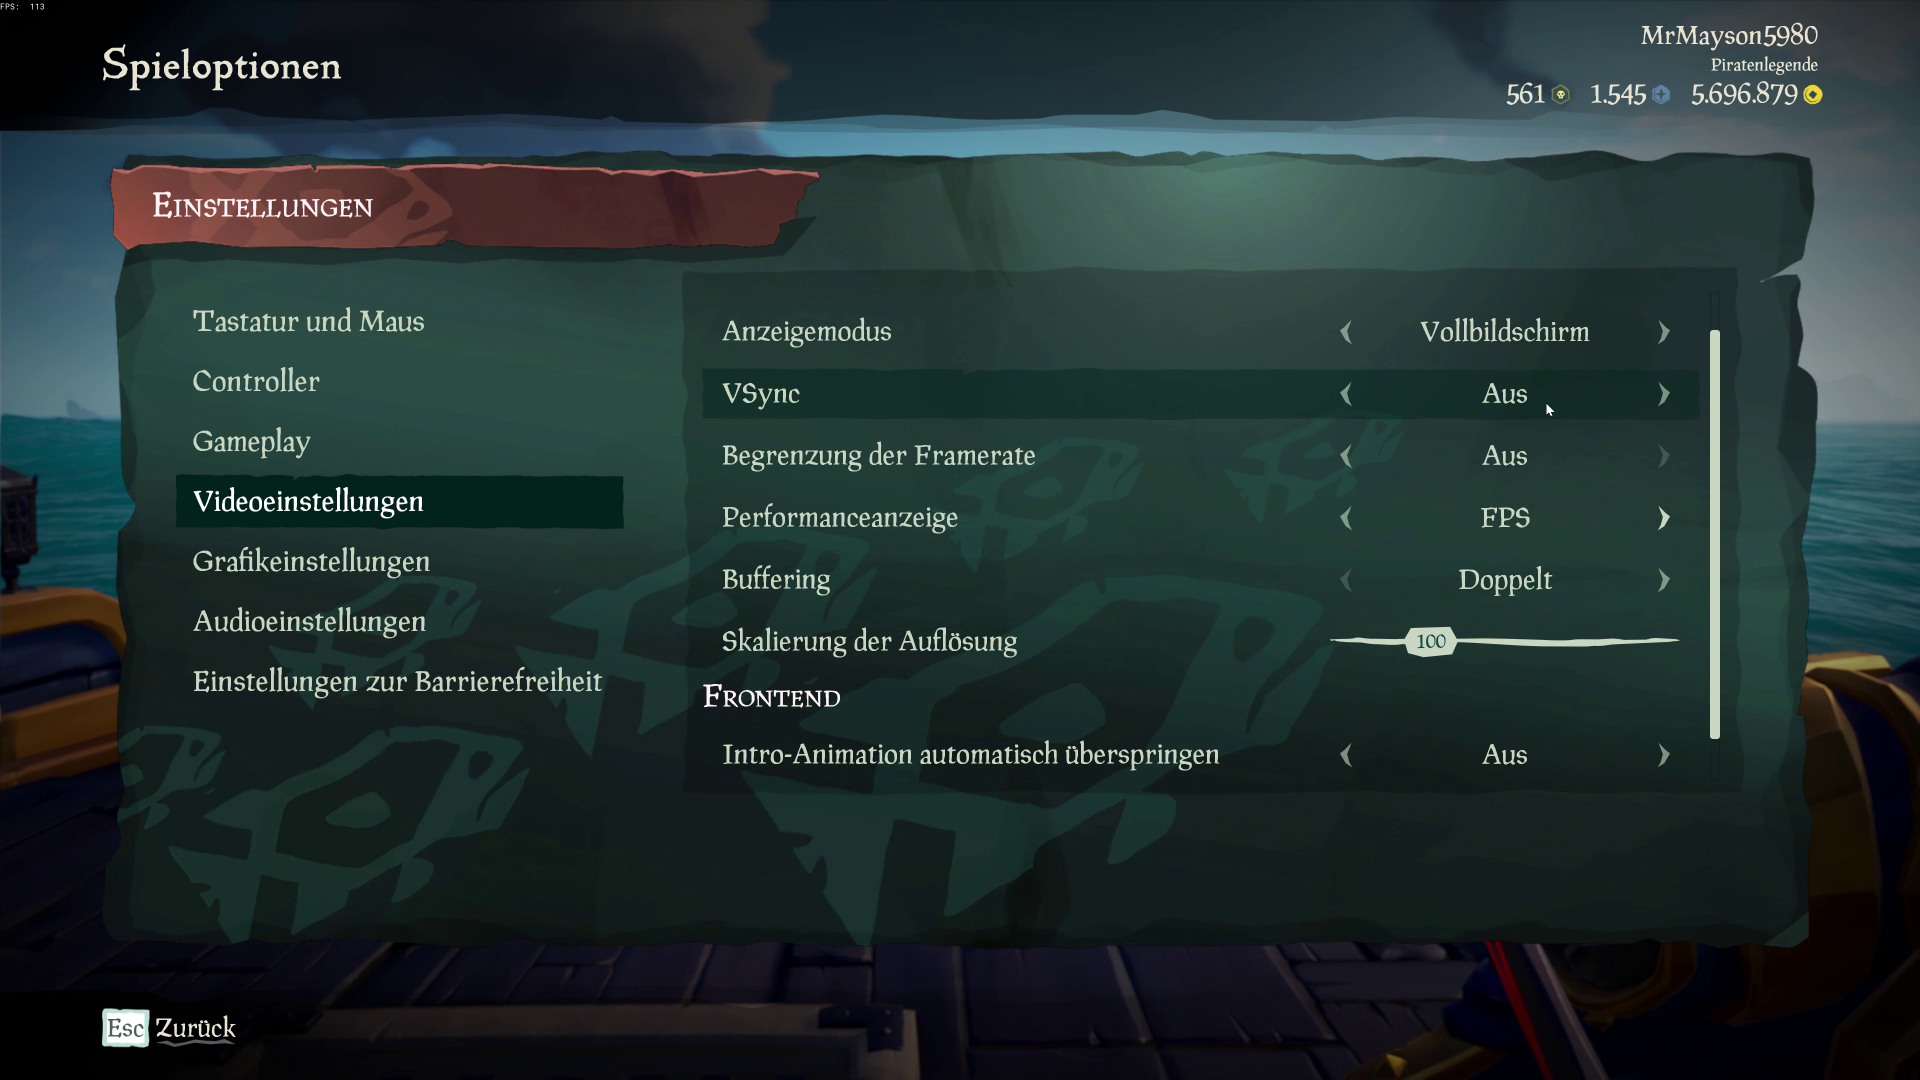 FPS: 113
Spieloptionen
MrMayson5980
Piratenlegende
561 1.545 5.696.879
Einstellungen
Tastatur und Maus
Controller
Gameplay
Videoeinstellungen
Grafikeinstellungen
Audioeinstellungen
Einstellungen zur Barrierefreiheit
Anzeigemodus Vollbildschirm
VSync Aus
Begrenzung der Framerate Aus
Performanceanzeige FPS
Buffering Doppelt
Skalierung der Auflösung 100
Frontend
Intro-Animation automatisch überspringen Aus
Esc Zurück